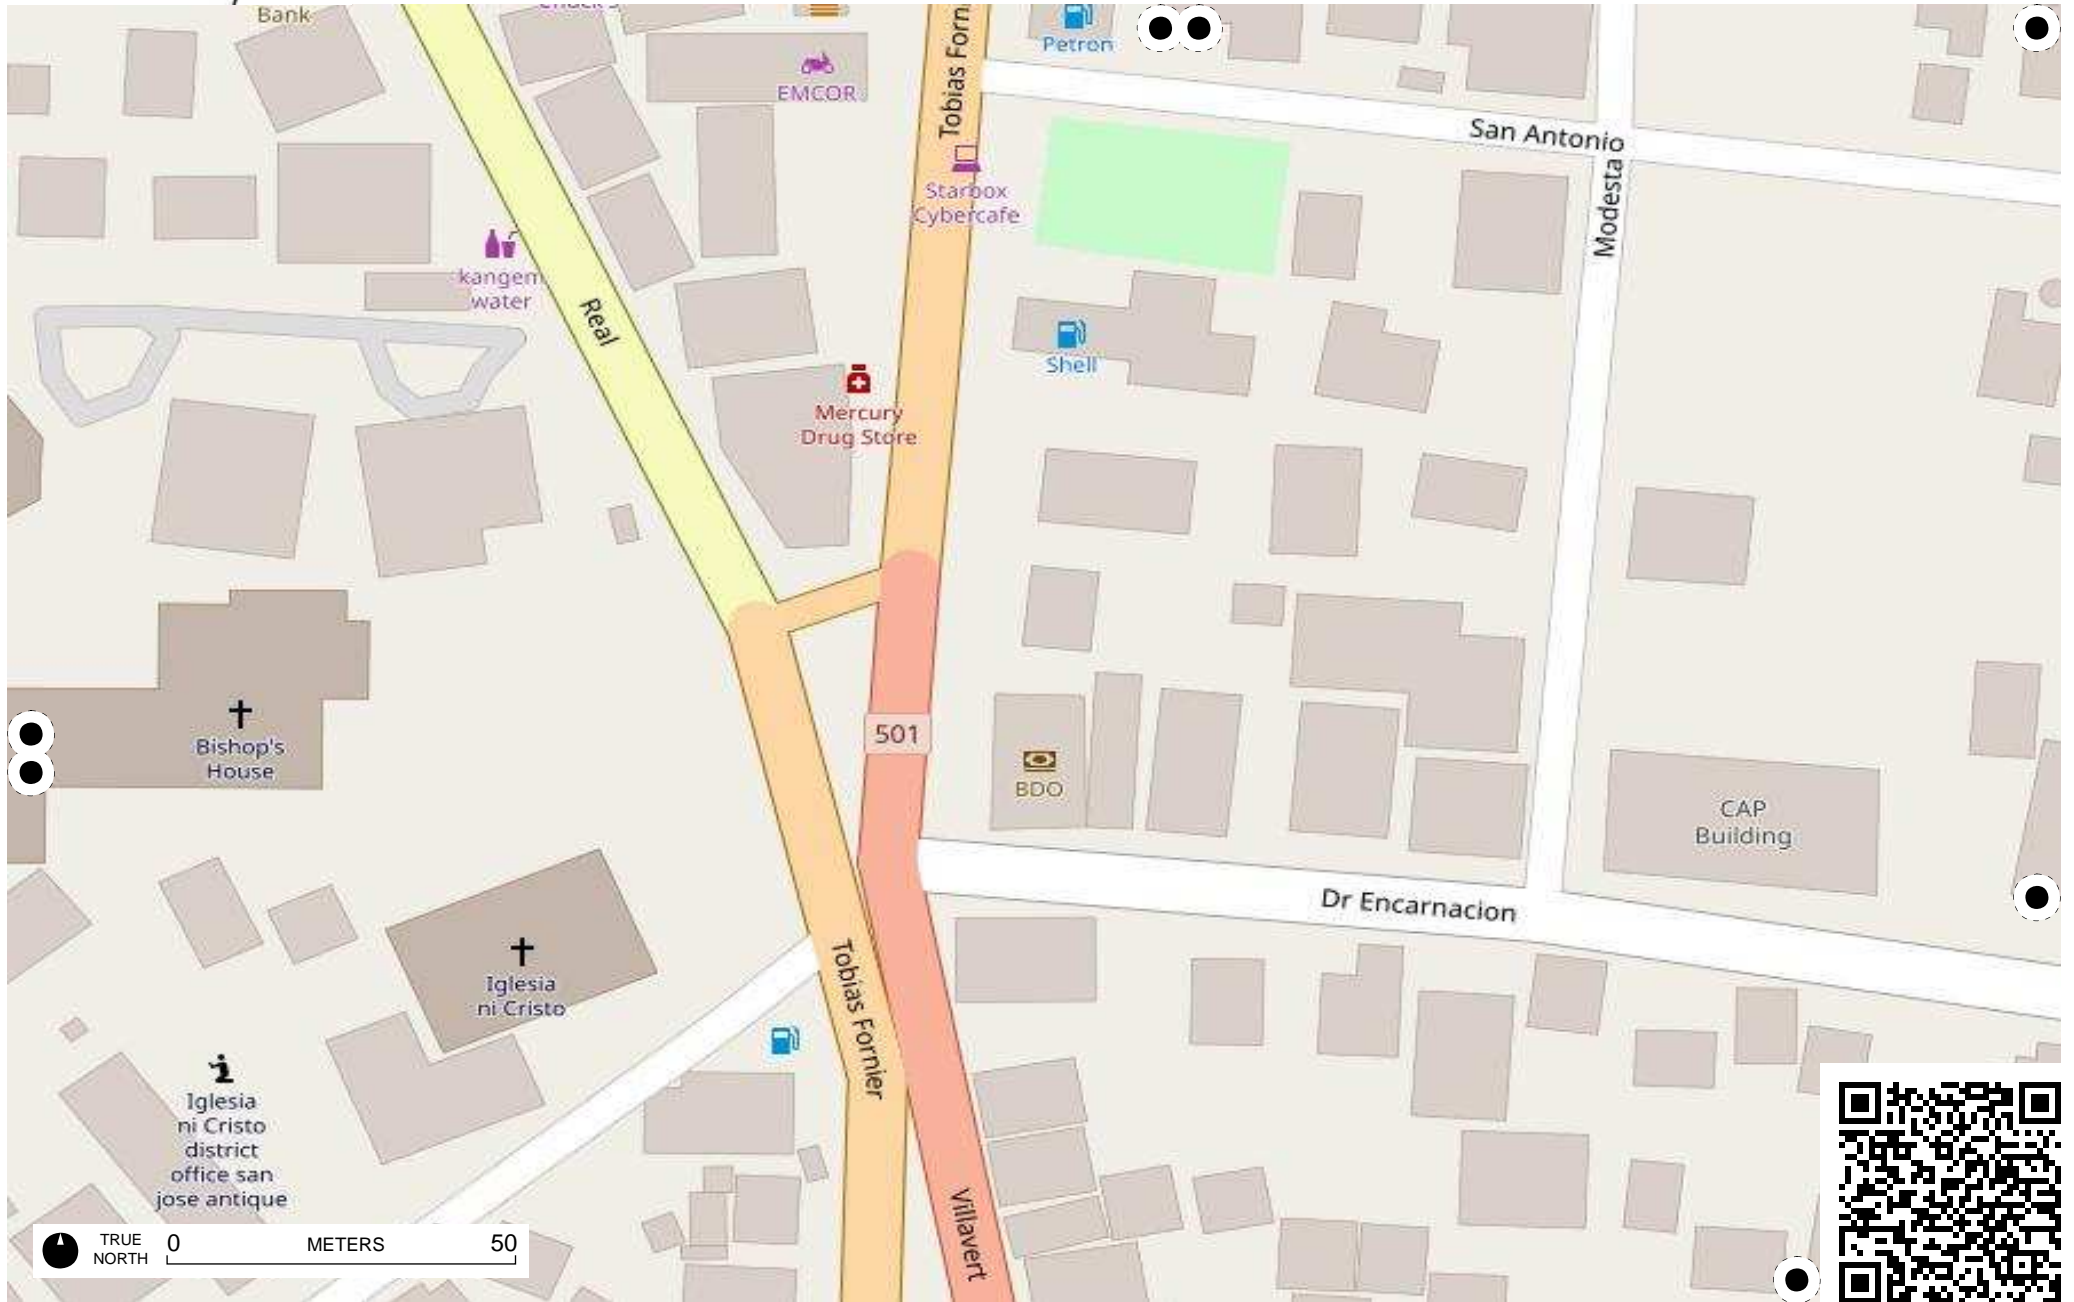 Bank
Petron
EMCOR
Tobias Forn
San Antonio
Modesta
Starbox
Cybercafe
kangem
water
Real
Shell
Mercury
Drug Store
501
Bishop's
House
BDO
CAP
Building
Dr Encarnacion
Tobias Fornier
Iglesia
ni Cristo
Iglesia
ni Cristo
district
office san
jose antique
Villavert
TRUE
NORTH
0
METERS
50